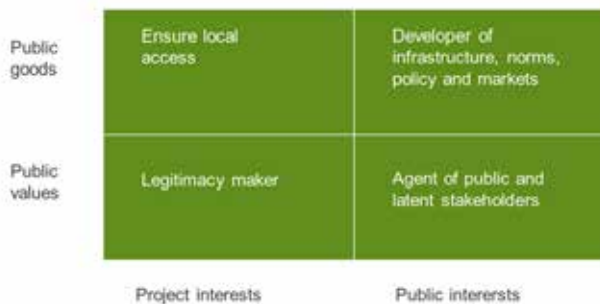 Public
goods
Ensure local
access
Developer of
infrastructure, norms,
policy and markets
Public
values
Legitimacy maker
Agent of public and
latent stakeholders
Project interests
Public interersts